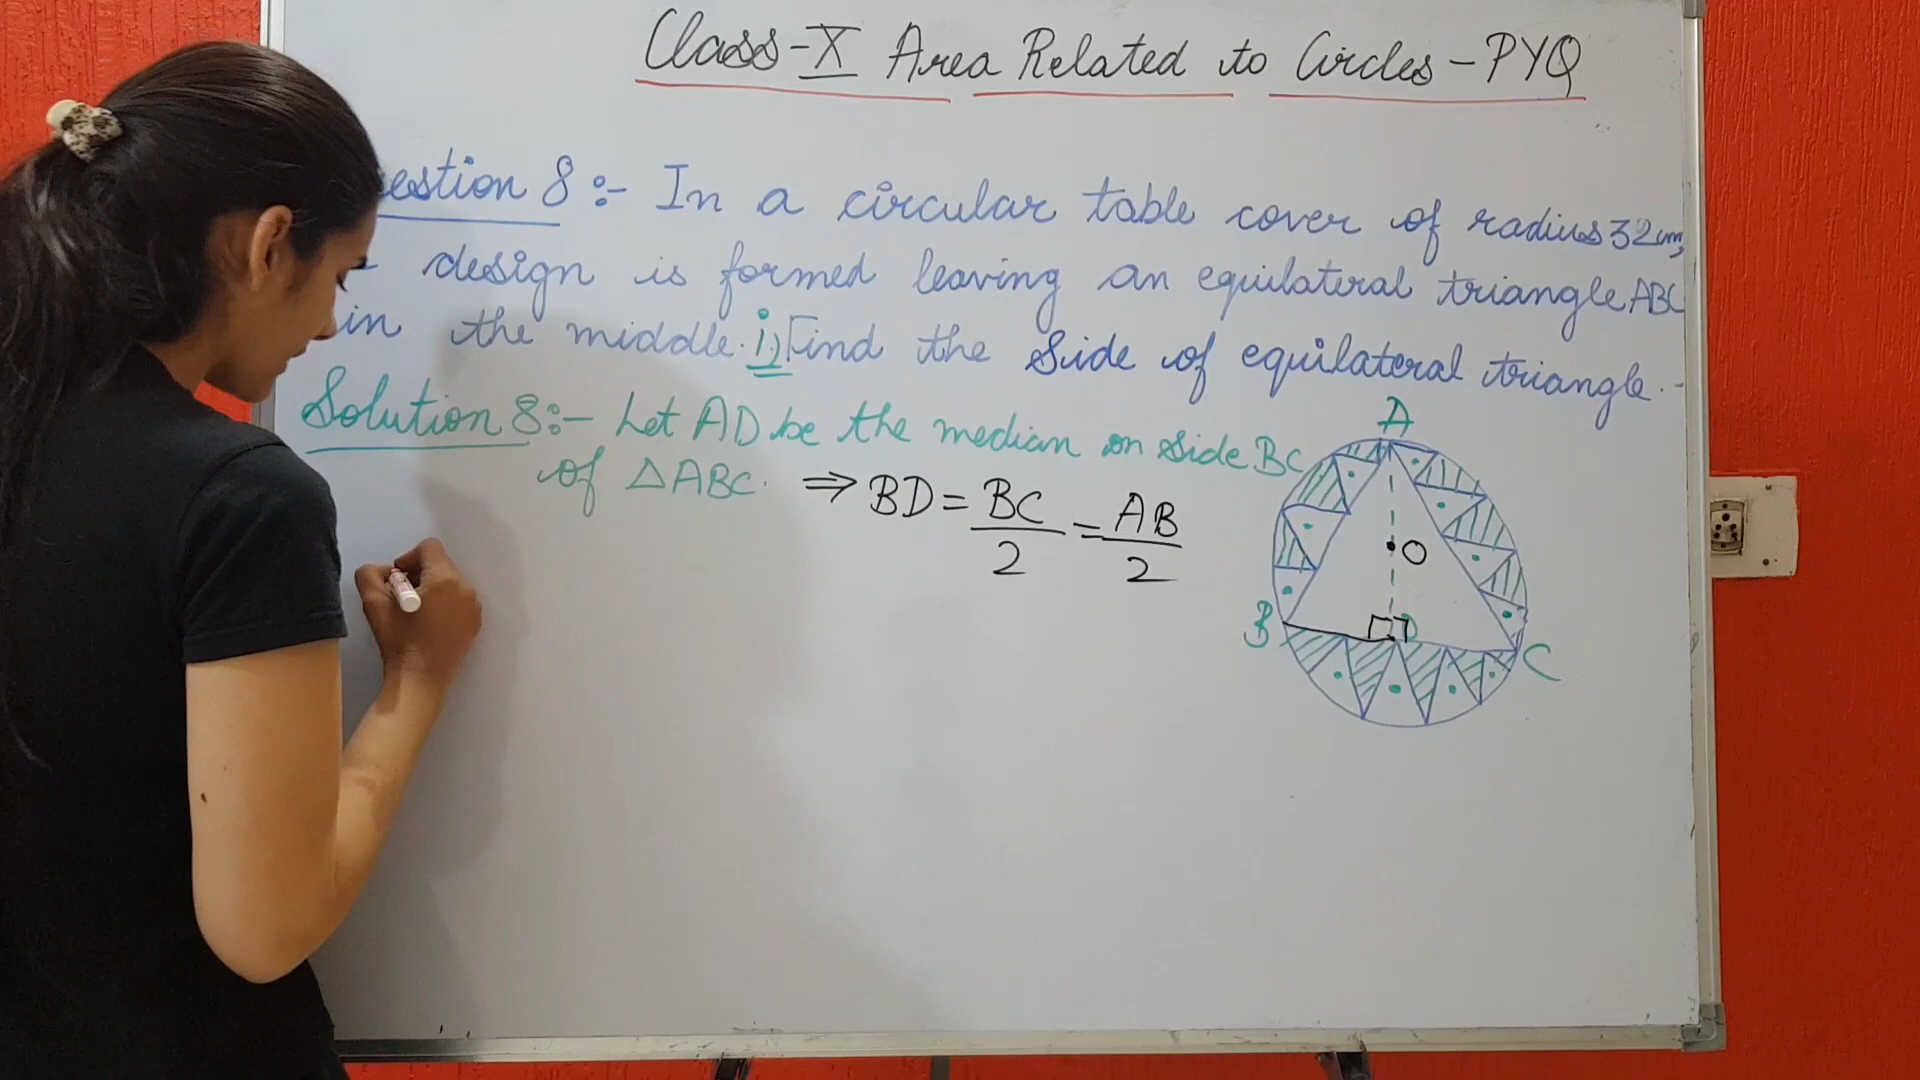 Class-X Area Related to Circles - PYQ
estion 8:- In a circular table cover of radius 32cm,
design is formed leaving an equilateral triangle ABC
in the middle. i) Find the side of equilateral triangle.
Solution 8:- Let AD be the median on side BC
of △ABC. ⇒ BD = BC/2 = AB/2
A
O
B
D
C